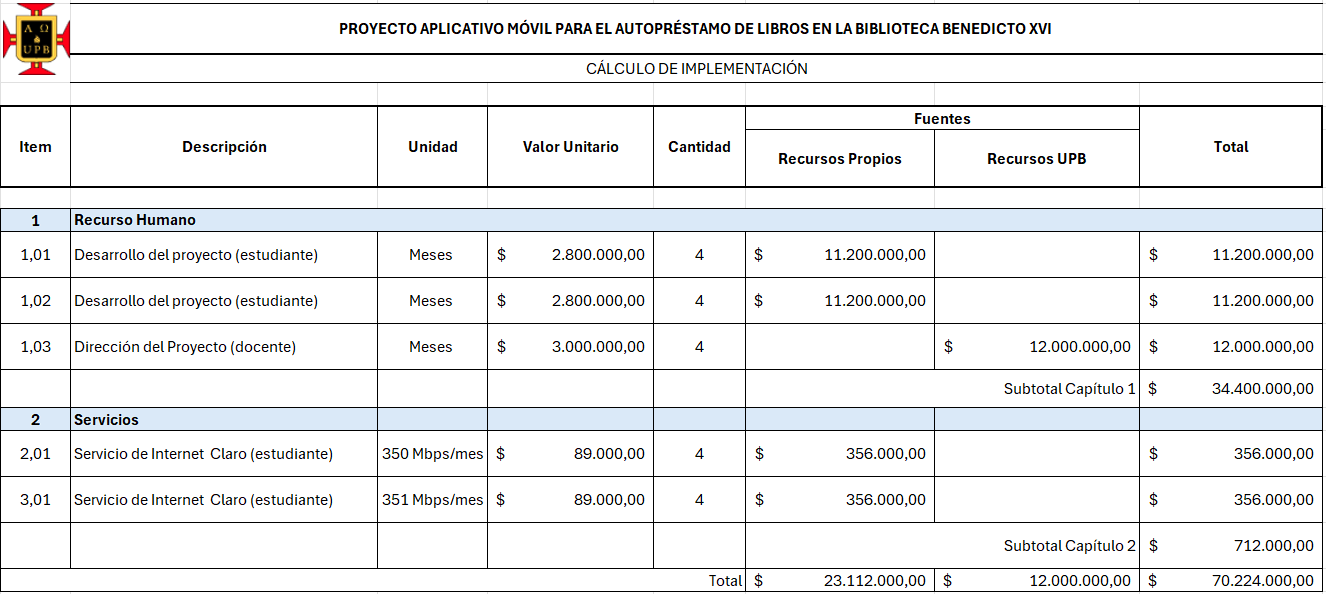 Α Ω
UPB
PROYECTO APLICATIVO MÓVIL PARA EL AUTOPRÉSTAMO DE LIBROS EN LA BIBLIOTECA BENEDICTO XVI
CÁLCULO DE IMPLEMENTACIÓN
Item Descripción Unidad Valor Unitario Cantidad Fuentes Total
Recursos Propios Recursos UPB
1 Recurso Humano
1,01 Desarrollo del proyecto (estudiante) Meses $ 2.800.000,00 4 $ 11.200.000,00 $ 11.200.000,00
1,02 Desarrollo del proyecto (estudiante) Meses $ 2.800.000,00 4 $ 11.200.000,00 $ 11.200.000,00
1,03 Dirección del Proyecto (docente) Meses $ 3.000.000,00 4 $ 12.000.000,00 $ 12.000.000,00
Subtotal Capítulo 1 $ 34.400.000,00
2 Servicios
2,01 Servicio de Internet Claro (estudiante) 350 Mbps/mes $ 89.000,00 4 $ 356.000,00 $ 356.000,00
3,01 Servicio de Internet Claro (estudiante) 351 Mbps/mes $ 89.000,00 4 $ 356.000,00 $ 356.000,00
Subtotal Capítulo 2 $ 712.000,00
Total $ 23.112.000,00 $ 12.000.000,00 $ 70.224.000,00